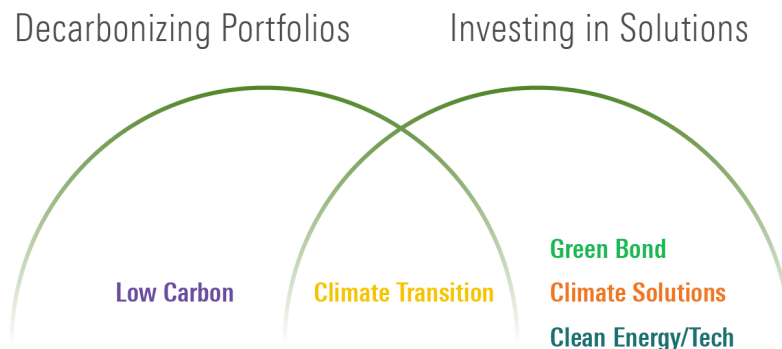 Decarbonizing Portfolios
Investing in Solutions
Green Bond
Low Carbon
Climate Transition
Climate Solutions
Clean Energy/Tech